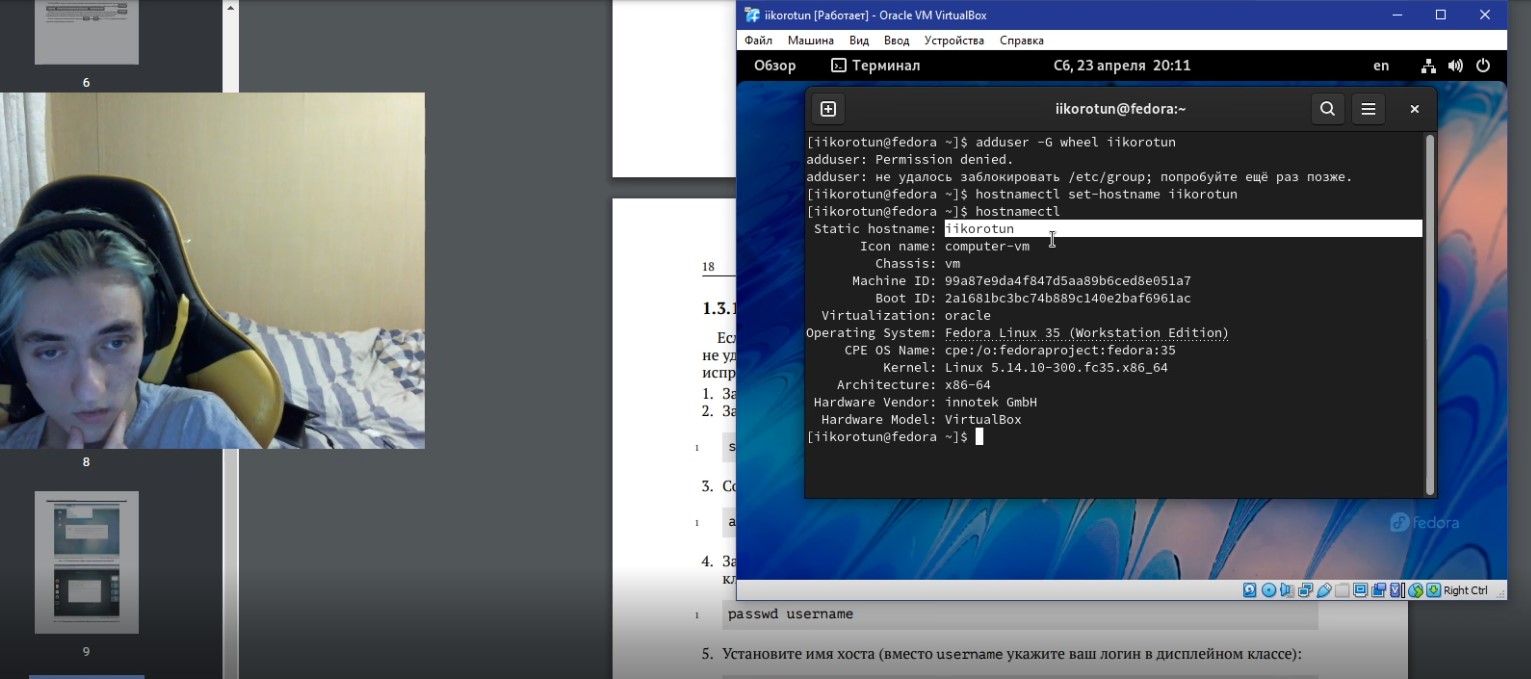 6
8
9
18
1.3.1
Если
не уд
испр
1. За
2. За
1
s
3. Со
1
a
4. За
кл
1
passwd username
5. Установите имя хоста (вместо username укажите ваш логин в дисплейном классе):
iikorotun [Работает] - Oracle VM VirtualBox
Файл Машина Вид Ввод Устройства Справка
Обзор Терминал Сб, 23 апреля 20:11 en
iikorotun@fedora:~
[iikorotun@fedora ~]$ adduser -G wheel iikorotun
adduser: Permission denied.
adduser: не удалось заблокировать /etc/group; попробуйте ещё раз позже.
[iikorotun@fedora ~]$ hostnamectl set-hostname iikorotun
[iikorotun@fedora ~]$ hostnamectl
Static hostname: iikorotun
Icon name: computer-vm
Chassis: vm
Machine ID: 99a87e9da4f847d5aa89b6ced8e051a7
Boot ID: 2a1681bc3bc74b889c140e2baf6961ac
Virtualization: oracle
Operating System: Fedora Linux 35 (Workstation Edition)
CPE OS Name: cpe:/o:fedoraproject:fedora:35
Kernel: Linux 5.14.10-300.fc35.x86_64
Architecture: x86-64
Hardware Vendor: innotek GmbH
Hardware Model: VirtualBox
[iikorotun@fedora ~]$
fedora
Right Ctrl